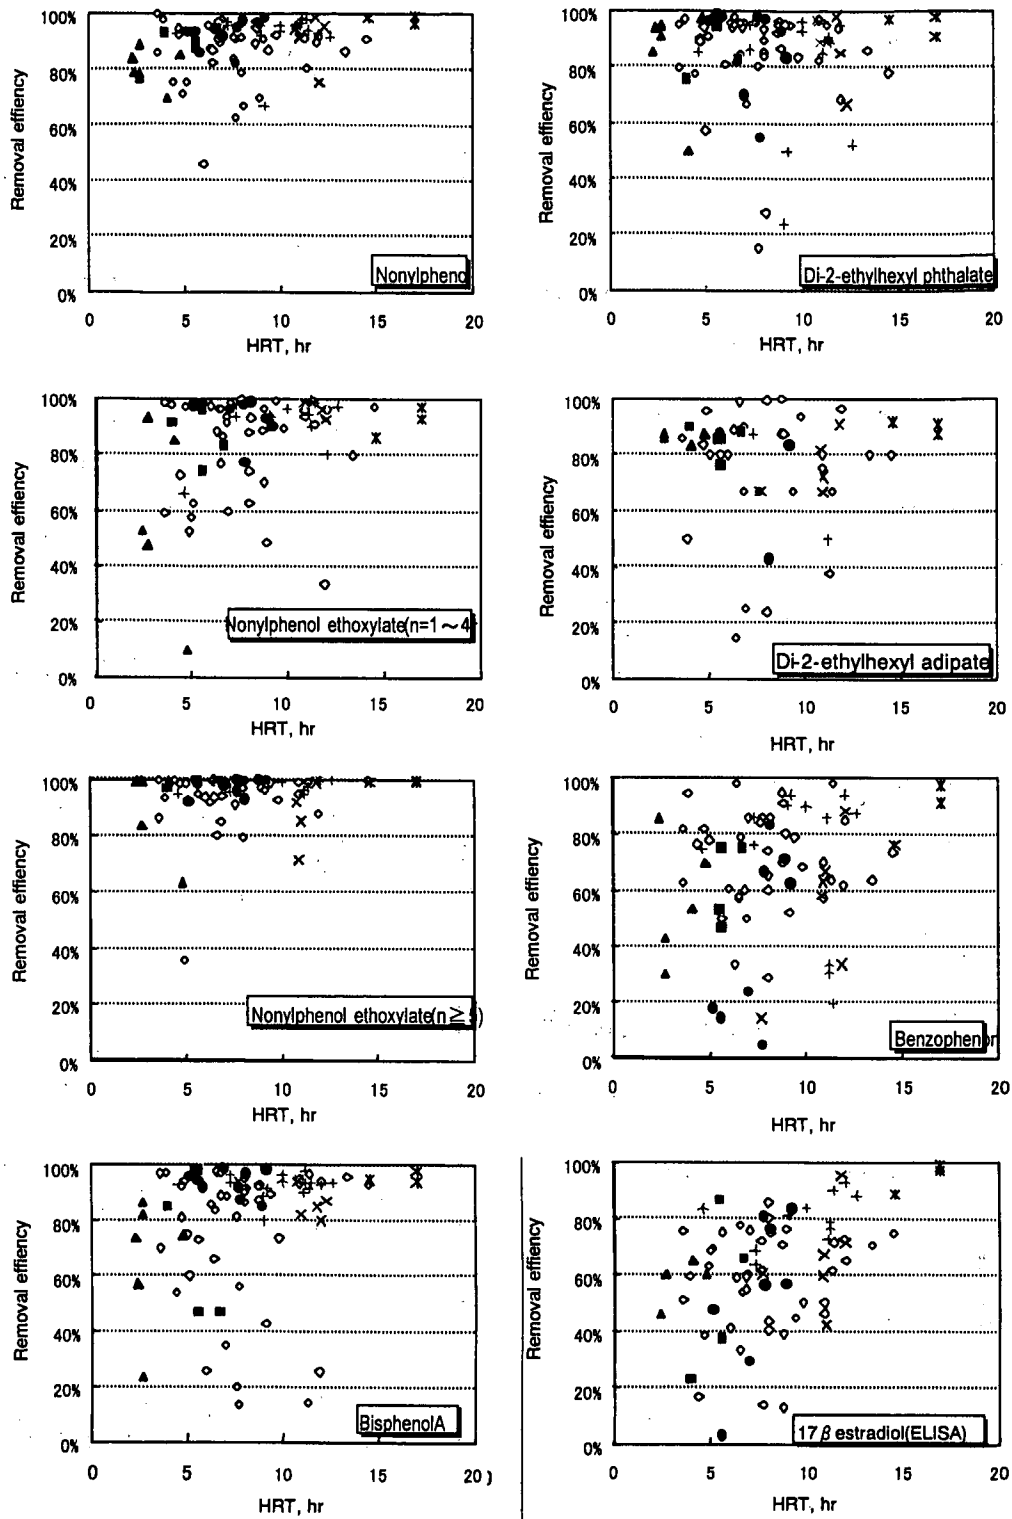 100%
80%
60%
40%
20%
0%
Removal effiency
Nonylpheno
0 5 10 15 20
HRT, hr
100%
80%
60%
40%
20%
0%
Removal effiency
Di-2-ethylhexyl phthalate
0 5 10 15 20
HRT, hr
100%
80%
60%
40%
20%
0%
Removal effiency
Nonylphenol ethoxylate(n=1～4
0 5 10 15 20
HRT, hr
100%
80%
60%
40%
20%
0%
Removal effiency
Di-2-ethylhexyl adipate
0 5 10 15 20
HRT, hr
100%
80%
60%
40%
20%
0%
Removal effiency
Nonylphenol ethoxylate(n≧5)
0 5 10 15 20
HRT, hr
100%
80%
60%
40%
20%
0%
Removal effiency
Benzophenon
0 5 10 15 20
HRT, hr
100%
80%
60%
40%
20%
0%
Removal effiency
BisphenolA
0 5 10 15 20 )
HRT, hr
100%
80%
60%
40%
20%
0%
Removal effiency
17β estradiol(ELISA)
0 5 10 15 20
HRT, hr